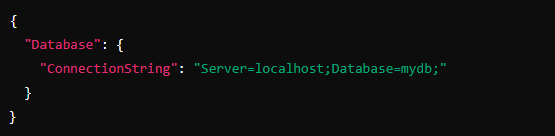 {
  "Database": {
    "ConnectionString": "Server=localhost;Database=mydb;"
  }
}